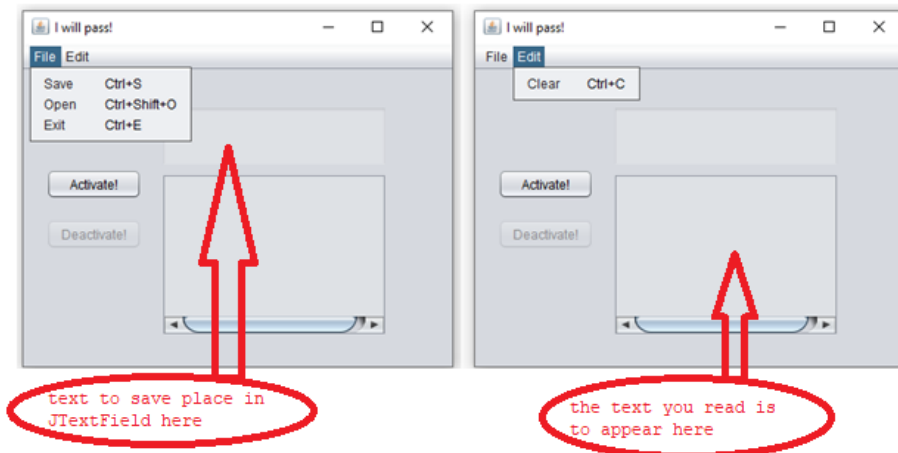 I will pass!
File Edit
Save Ctrl+S
Open Ctrl+Shift+O
Exit Ctrl+E
Activate!
Deactivate!
text to save place in
JTextField here
I will pass!
File Edit
Clear Ctrl+C
Activate!
Deactivate!
the text you read is
to appear here